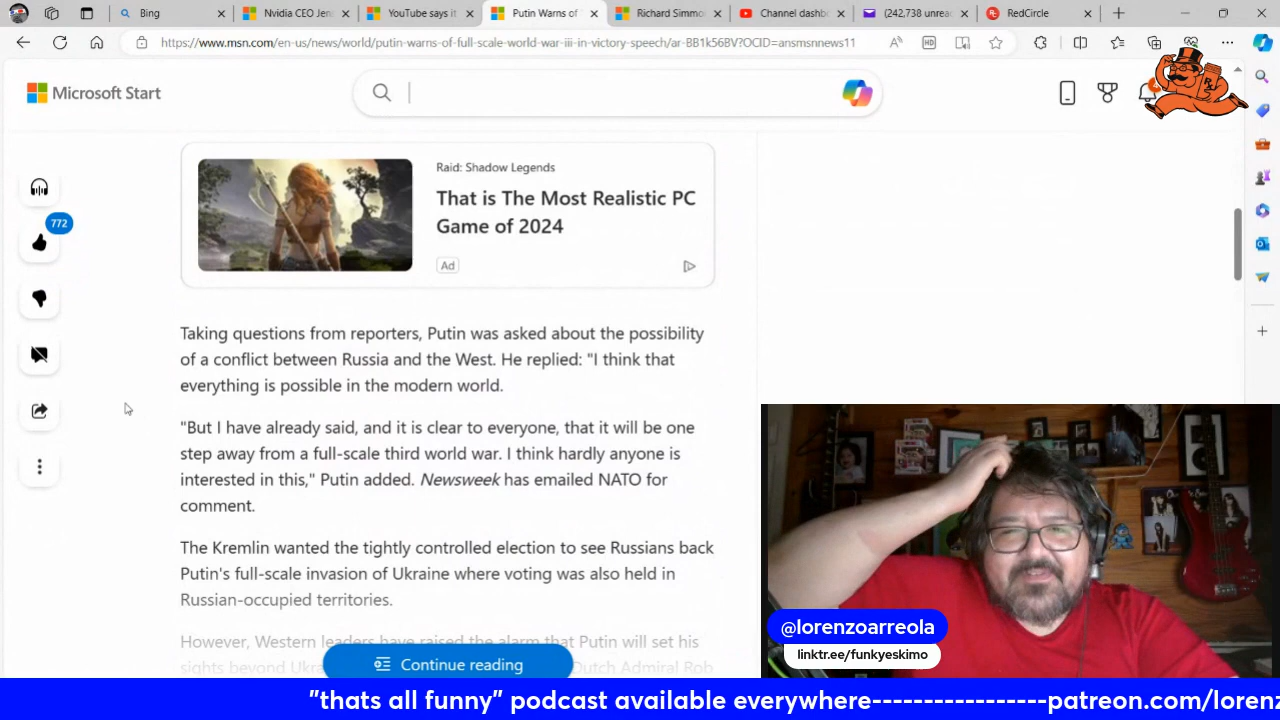 Bing
Nvidia CEO Jen
YouTube says it
Putin Warns of
Richard Simmo
Channel dashb
(242,738 unrea
RedCircle
https://www.msn.com/en-us/news/world/putin-warns-of-full-scale-world-war-iii-in-victory-speech/ar-BB1k56BV?OCID=ansmsnnews11
Microsoft Start
Raid: Shadow Legends
That is The Most Realistic PC
Game of 2024
Ad
772
Taking questions from reporters, Putin was asked about the possibility
of a conflict between Russia and the West. He replied: "I think that
everything is possible in the modern world.
"But I have already said, and it is clear to everyone, that it will be one
step away from a full-scale third world war. I think hardly anyone is
interested in this," Putin added. Newsweek has emailed NATO for
comment.
The Kremlin wanted the tightly controlled election to see Russians back
Putin's full-scale invasion of Ukraine where voting was also held in
Russian-occupied territories.
However, Western leaders have raised the alarm that Putin will set his
sights beyond Ukra
Dutch Admiral Rob
Continue reading
@lorenzoarreola
linktr.ee/funkyeskimo
"thats all funny" podcast available everywhere-----------------patreon.com/lorenz